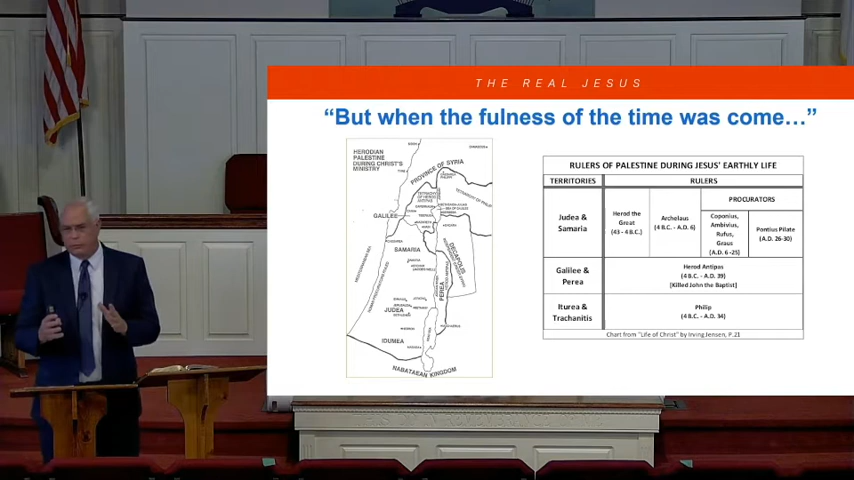 THE REAL JESUS
“But when the fulness of the time was come…”
HERODIAN
PALESTINE
DURING CHRIST'S
MINISTRY
PROVINCE OF SYRIA
GALILEE
SAMARIA
DECAPOLIS
PEREA
JUDEA
IDUMEA
NABATAEAN KINGDOM
RULERS OF PALESTINE DURING JESUS' EARTHLY LIFE
TERRITORIES
RULERS
Judea &
Samaria
Herod the
Great
(43 - 4 B.C.)
Archelaus
(4 B.C. - A.D. 6)
PROCURATORS
Coponius,
Ambivius,
Rufus,
Graus
(A.D. 6 -25)
Pontius Pilate
(A.D. 26-30)
Galilee &
Perea
Herod Antipas
(4 B.C. - A.D. 39)
[Killed John the Baptist]
Iturea &
Trachanitis
Philip
(4 B.C. - A.D. 34)
Chart from "Life of Christ" by Irving Jensen, P.21